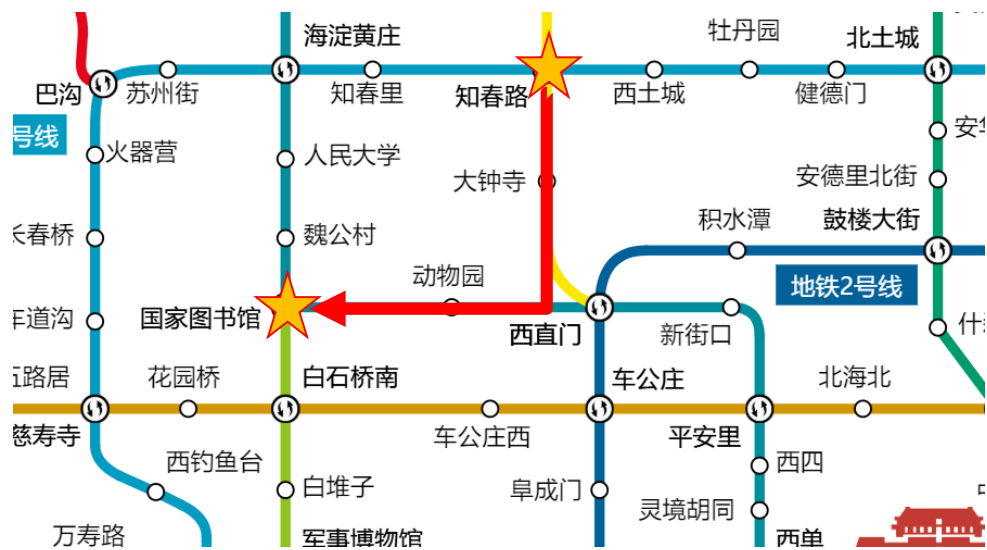 牡丹园
海淀黄庄
北土城
巴沟
苏州街
知春里
知春路
西土城
健德门
号线
火器营
人民大学
安华
大钟寺
安德里北街
长春桥
魏公村
积水潭
鼓楼大街
动物园
地铁2号线
车道沟
国家图书馆
西直门
新街口
什
五路居
花园桥
白石桥南
车公庄
北海北
慈寿寺
车公庄西
平安里
西钓鱼台
西四
白堆子
阜成门
灵境胡同
万寿路
军事博物馆
西单